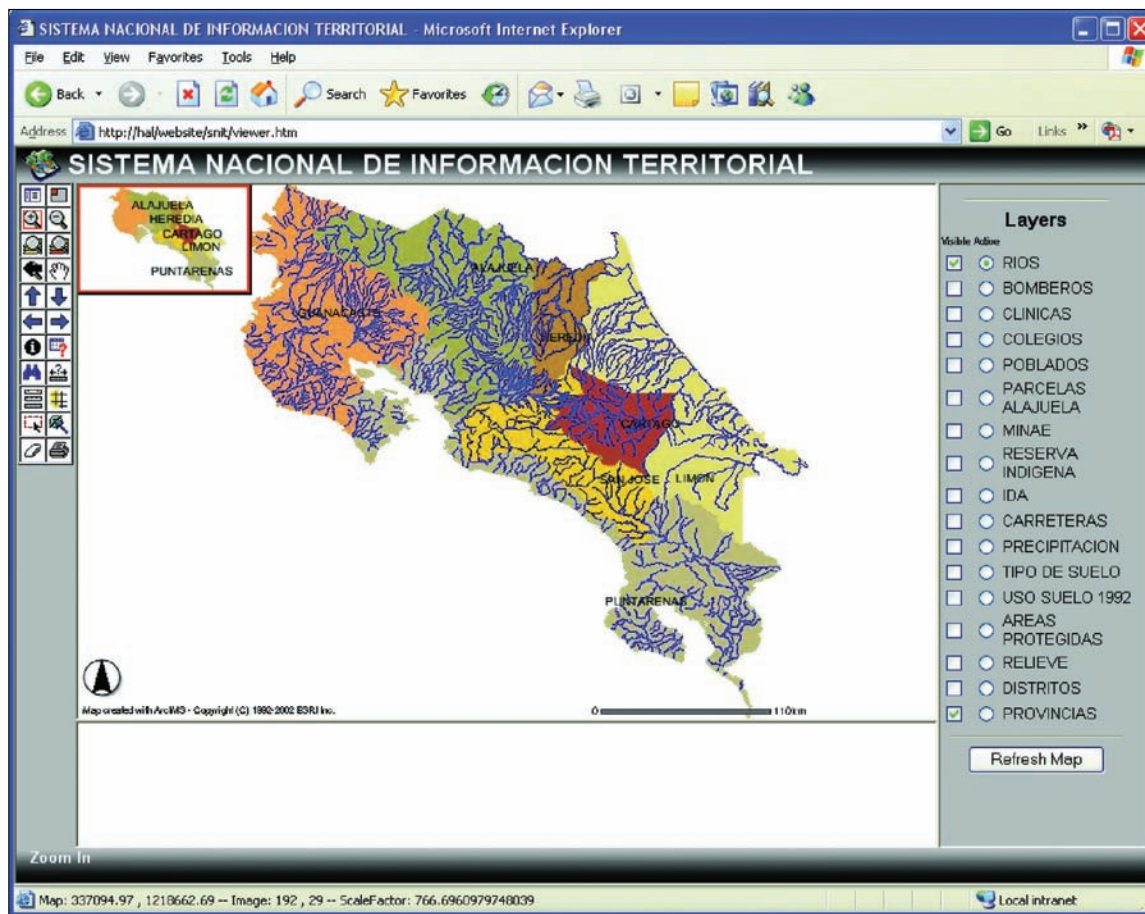 SISTEMA NACIONAL DE INFORMACION TERRITORIAL - Microsoft Internet Explorer
File Edit View Favorites Tools Help
Back Search Favorites
Address http://hal/website/snit/viewer.htm Go Links »
SISTEMA NACIONAL DE INFORMACION TERRITORIAL
ALAJUELA
HEREDIA
CARTAGO
LIMON
PUNTARENAS
ALAJUELA
GUANACASTE
HEREDIA
CARTAGO
SAN JOSE LIMON
PUNTARENAS
Map created with ArcIMS - Copyright (C) 1992-2002 ESRI Inc.
0 110km
Layers
Visible Active
RIOS
BOMBEROS
CLINICAS
COLEGIOS
POBLADOS
PARCELAS
ALAJUELA
MINAE
RESERVA
INDIGENA
IDA
CARRETERAS
PRECIPITACION
TIPO DE SUELO
USO SUELO 1992
AREAS
PROTEGIDAS
RELIEVE
DISTRITOS
PROVINCIAS
Refresh Map
Zoom In
Map: 337094.97 , 1218662.69 -- Image: 192 , 29 -- ScaleFactor: 766.6960979748039
Local intranet